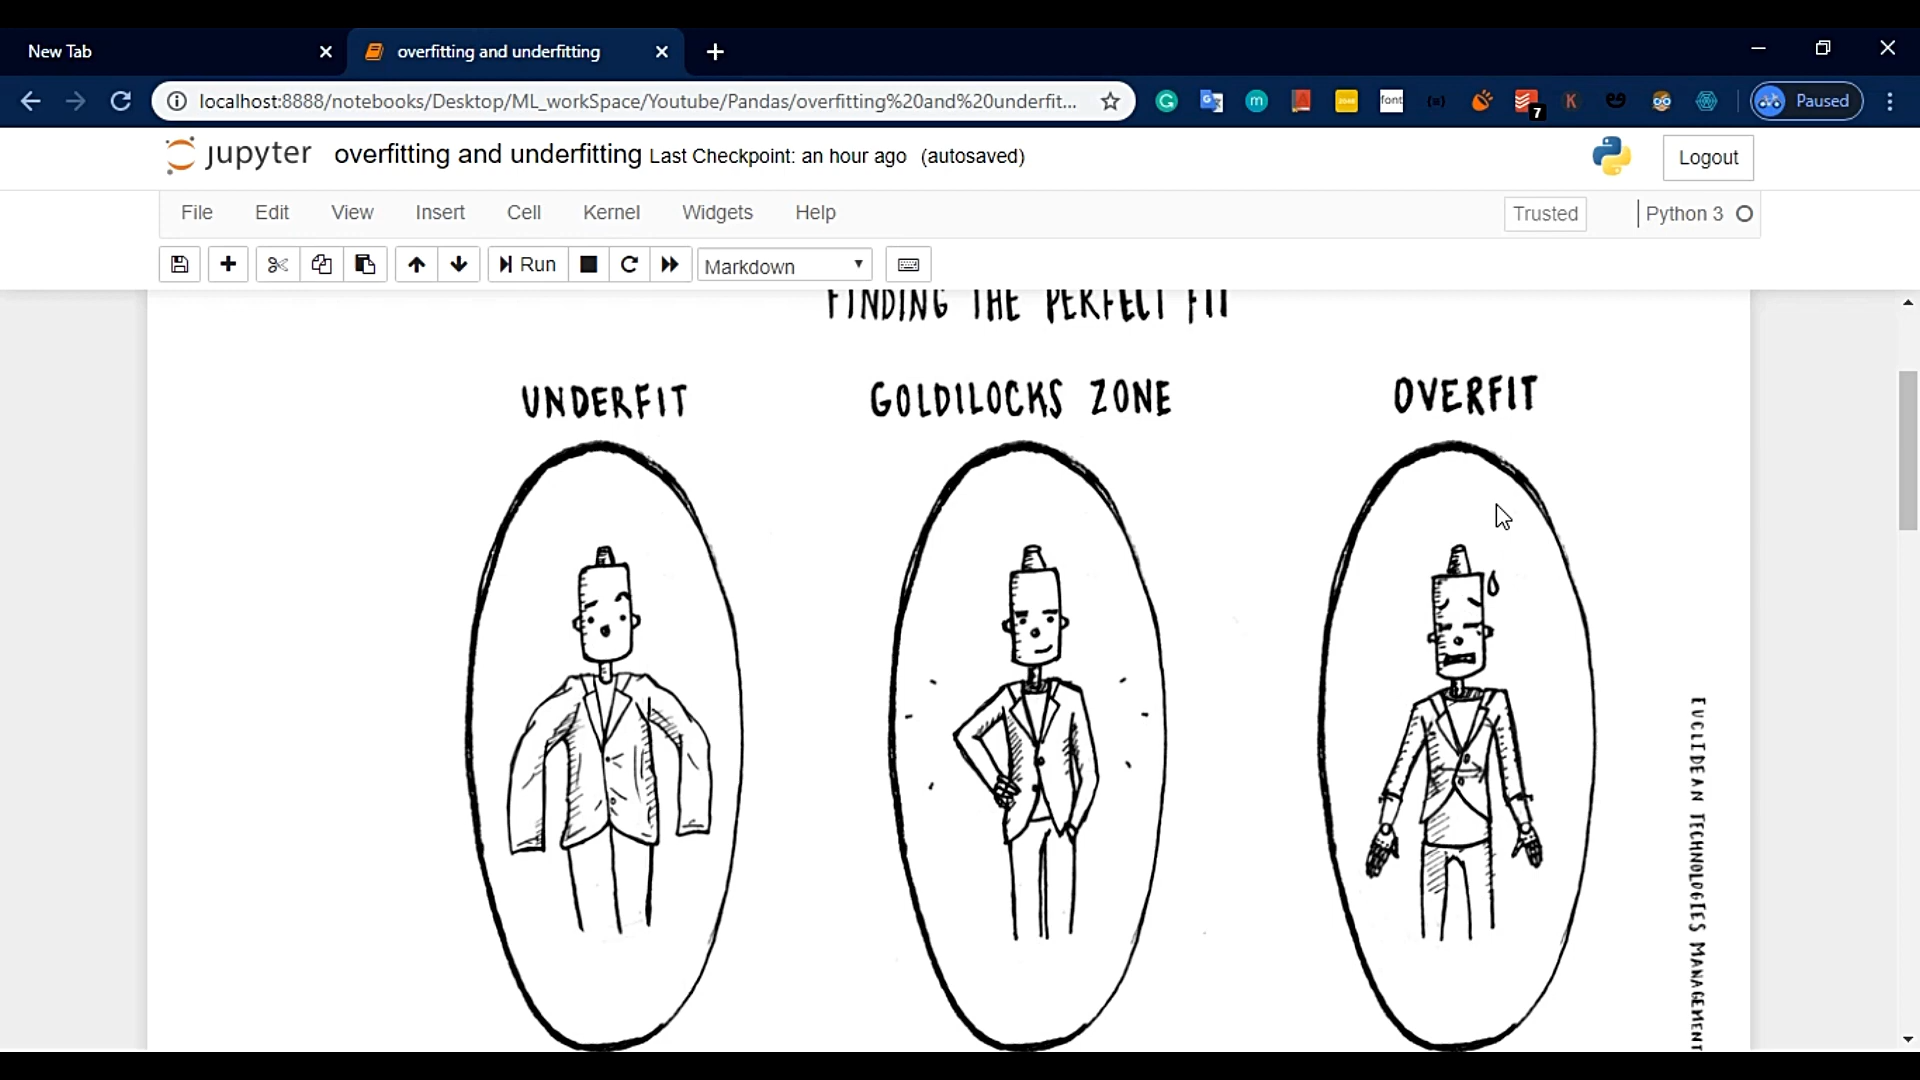 New Tab
overfitting and underfitting
localhost:8888/notebooks/Desktop/ML_workSpace/Youtube/Pandas/overfitting%20and%20underfit...
font
7
K
Paused
jupyter overfitting and underfitting Last Checkpoint: an hour ago (autosaved)
Logout
File Edit View Insert Cell Kernel Widgets Help
Trusted
Python 3
Run
Markdown
FINDING THE PERFECT FIT
UNDERFIT
GOLDILOCKS ZONE
OVERFIT
EUCLIDEAN TECHNOLOGIES MANAGEMENT